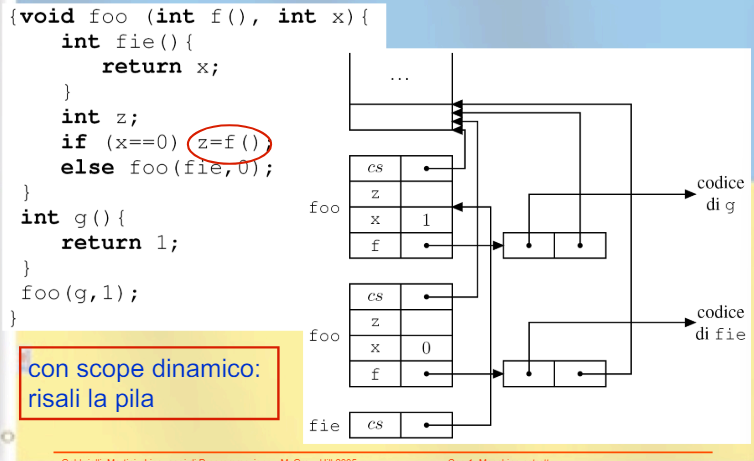 {void foo (int f(), int x){
int fie(){
return x;
}
int z;
if (x==0) z=f();
else foo(fie,0);
}
int g(){
return 1;
}
foo(g,1);
}
con scope dinamico:
risali la pila
...
foo
cs
z
x 1
f
codice
di g
foo
cs
z
x 0
f
codice
di fie
fie cs